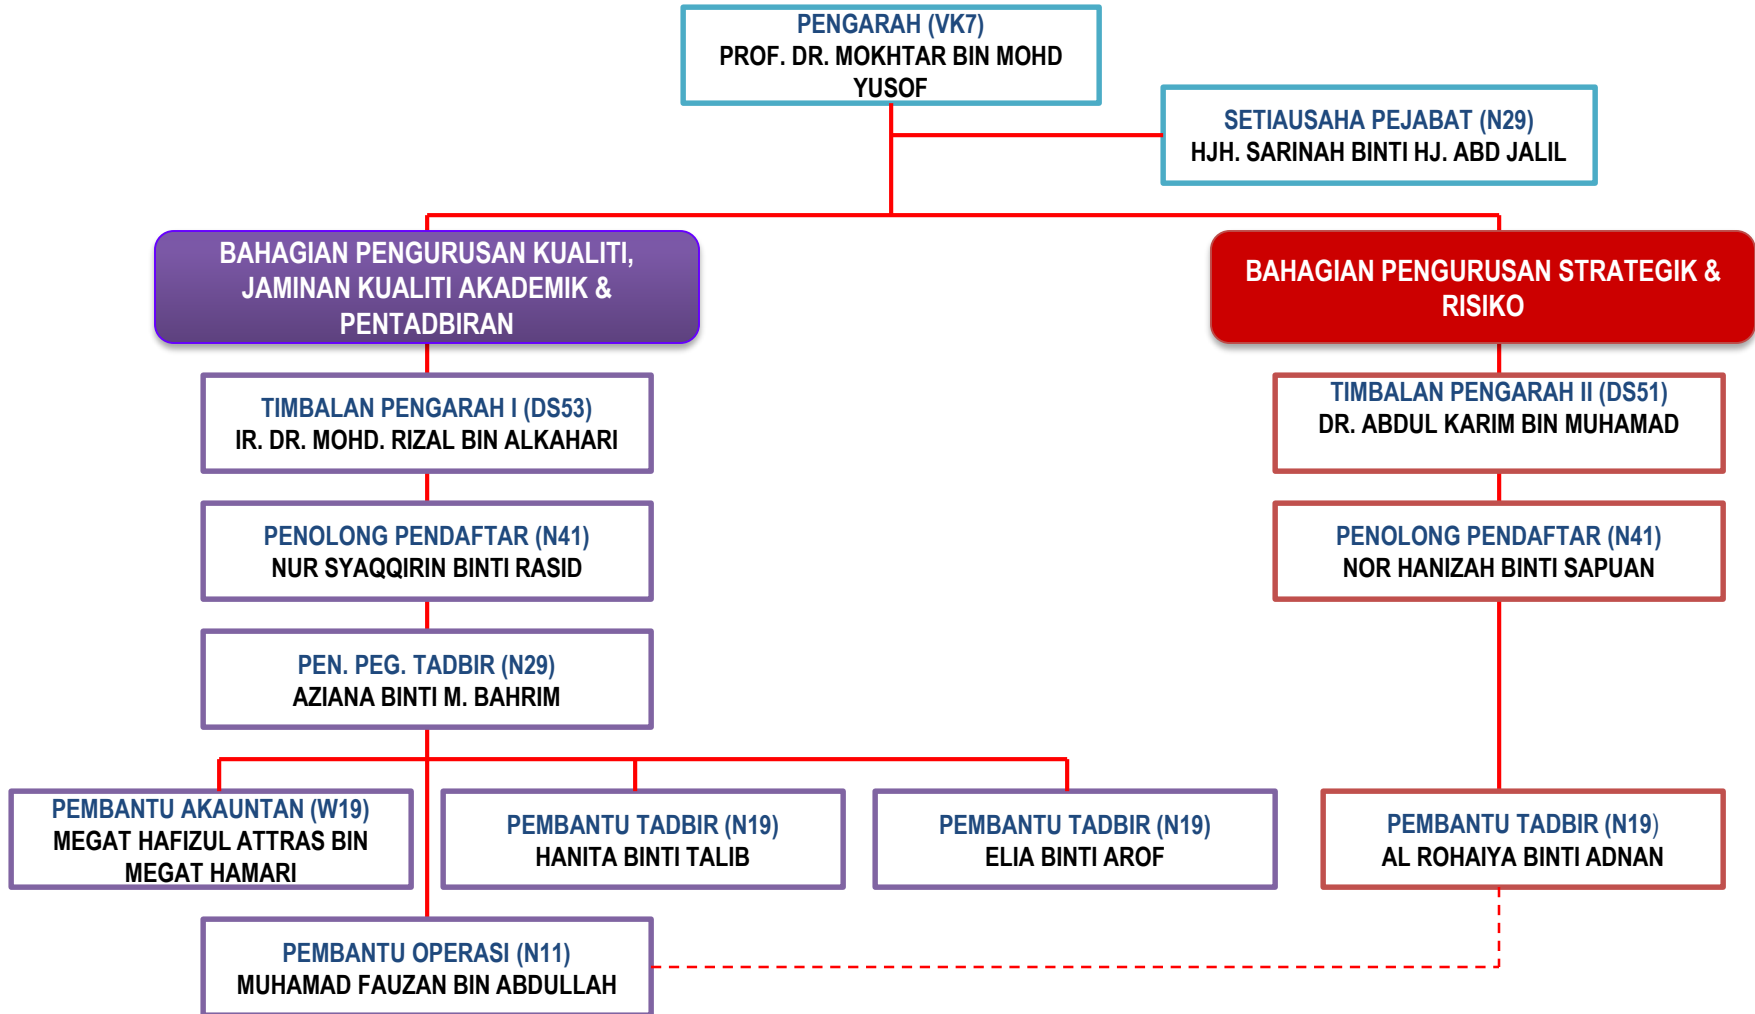 PENGARAH (VK7)
PROF. DR. MOKHTAR BIN MOHD
YUSOF
SETIAUSAHA PEJABAT (N29)
HJH. SARINAH BINTI HJ. ABD JALIL
BAHAGIAN PENGURUSAN KUALITI,
JAMINAN KUALITI AKADEMIK &
PENTADBIRAN
BAHAGIAN PENGURUSAN STRATEGIK &
RISIKO
TIMBALAN PENGARAH I (DS53)
IR. DR. MOHD. RIZAL BIN ALKAHARI
TIMBALAN PENGARAH II (DS51)
DR. ABDUL KARIM BIN MUHAMAD
PENOLONG PENDAFTAR (N41)
NUR SYAQQIRIN BINTI RASID
PENOLONG PENDAFTAR (N41)
NOR HANIZAH BINTI SAPUAN
PEN. PEG. TADBIR (N29)
AZIANA BINTI M. BAHRIM
PEMBANTU AKAUNTAN (W19)
MEGAT HAFIZUL ATTRAS BIN
MEGAT HAMARI
PEMBANTU TADBIR (N19)
HANITA BINTI TALIB
PEMBANTU TADBIR (N19)
ELIA BINTI AROF
PEMBANTU TADBIR (N19)
AL ROHAIYA BINTI ADNAN
PEMBANTU OPERASI (N11)
MUHAMAD FAUZAN BIN ABDULLAH